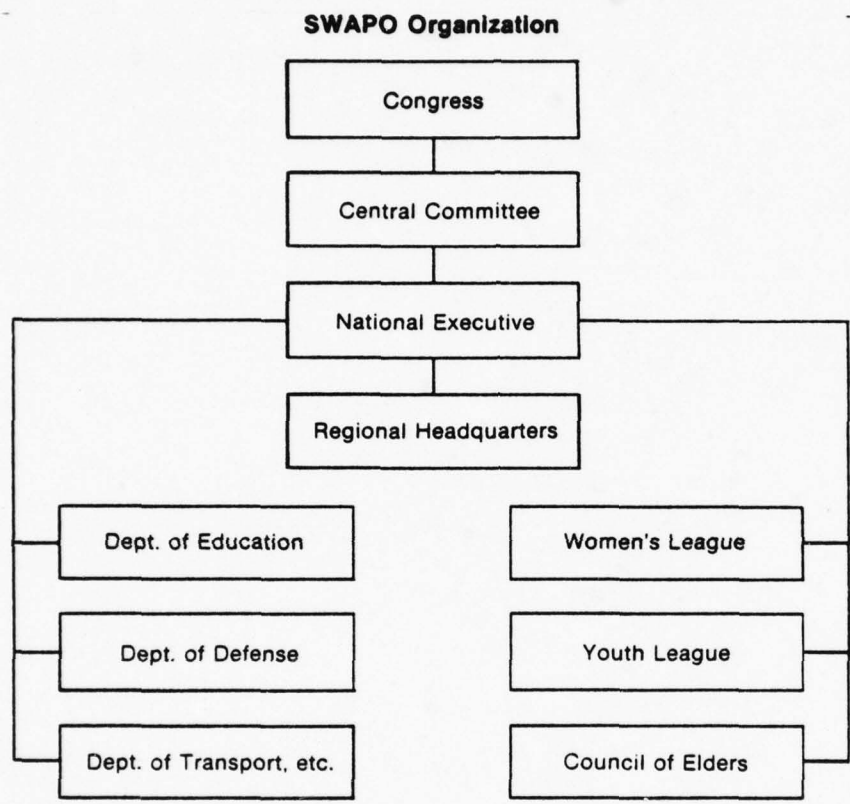 SWAPO Organization
Congress
Central Committee
National Executive
Regional Headquarters
Dept. of Education
Women's League
Dept. of Defense
Youth League
Dept. of Transport, etc.
Council of Elders